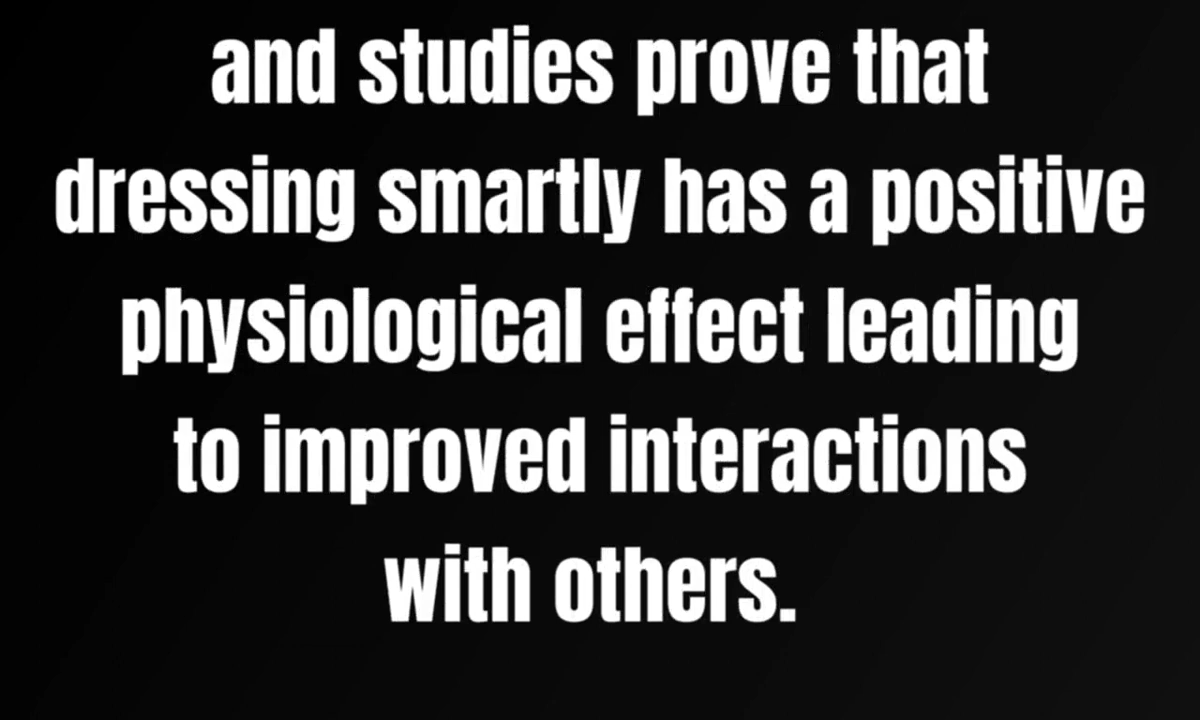 and studies prove that
dressing smartly has a positive
physiological effect leading
to improved interactions
with others.